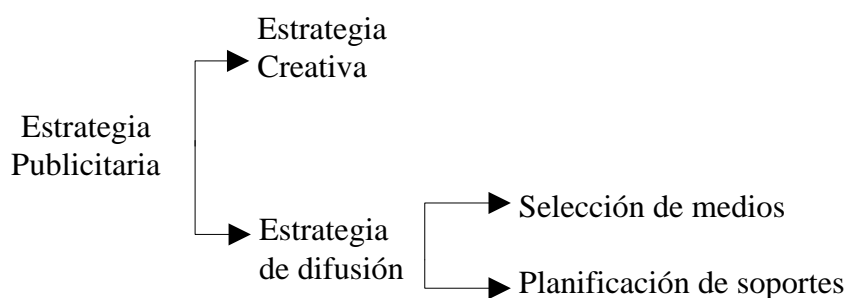 Estrategia
Creativa
Estrategia
Publicitaria
Estrategia
de difusión
Selección de medios
Planificación de soportes